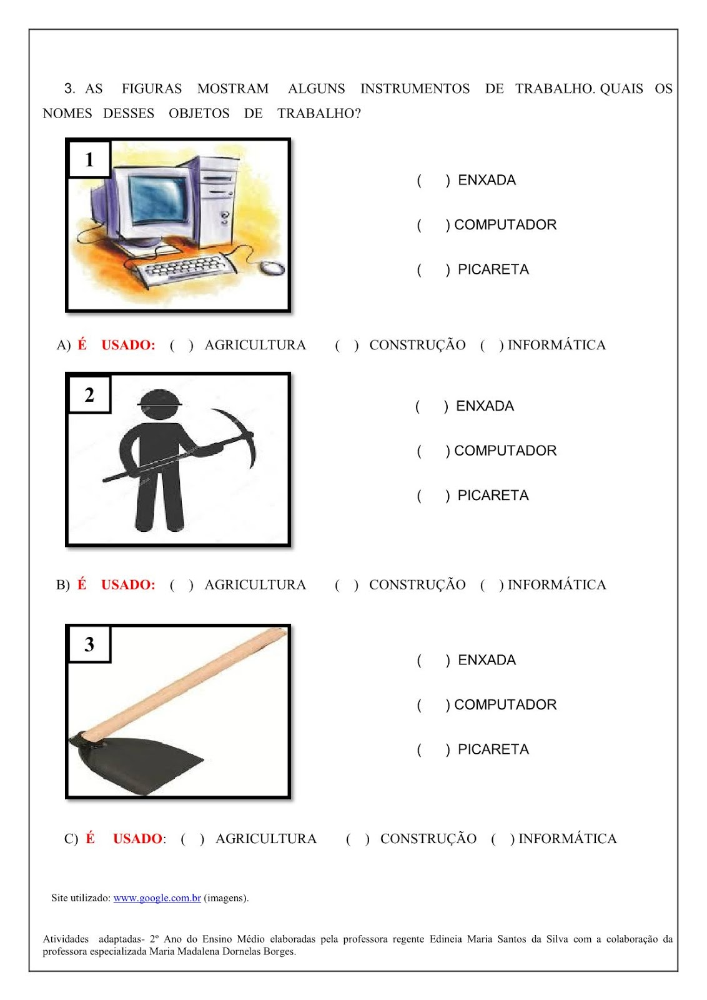 3. AS FIGURAS MOSTRAM ALGUNS INSTRUMENTOS DE TRABALHO. QUAIS OS
NOMES DESSES OBJETOS DE TRABALHO?
1
( ) ENXADA
( ) COMPUTADOR
( ) PICARETA
A) É USADO: ( ) AGRICULTURA ( ) CONSTRUÇÃO ( ) INFORMÁTICA
2
( ) ENXADA
( ) COMPUTADOR
( ) PICARETA
B) É USADO: ( ) AGRICULTURA ( ) CONSTRUÇÃO ( ) INFORMÁTICA
3
( ) ENXADA
( ) COMPUTADOR
( ) PICARETA
C) É USADO: ( ) AGRICULTURA ( ) CONSTRUÇÃO ( ) INFORMÁTICA
Site utilizado: www.google.com.br (imagens).
Atividades adaptadas- 2º Ano do Ensino Médio elaboradas pela professora regente Edineia Maria Santos da Silva com a colaboração da
professora especializada Maria Madalena Dornelas Borges.